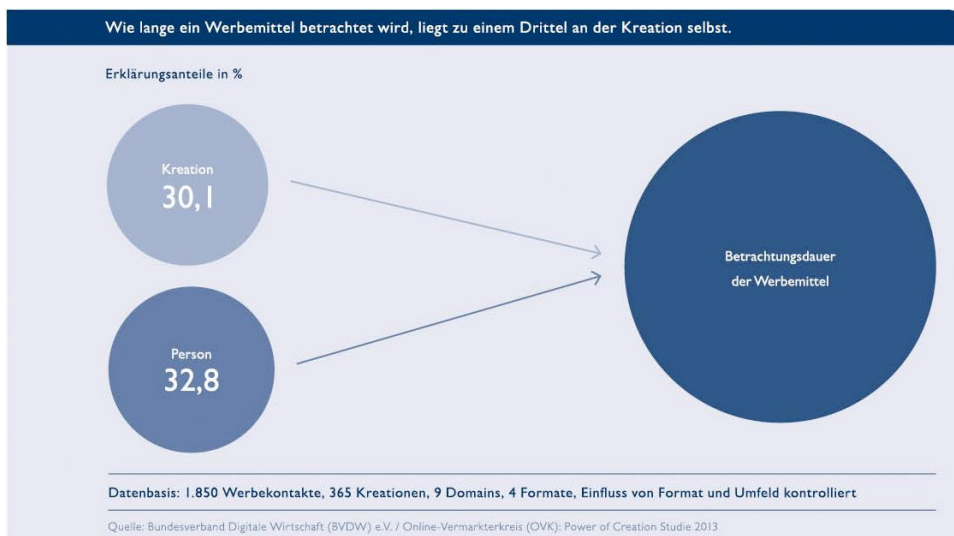 Wie lange ein Werbemittel betrachtet wird, liegt zu einem Drittel an der Kreation selbst.
Erklärungsanteile in %
Kreation
30,1
Person
32,8
Betrachtungsdauer
der Werbemittel
Datenbasis: 1.850 Werbekontakte, 365 Kreationen, 9 Domains, 4 Formate, Einfluss von Format und Umfeld kontrolliert
Quelle: Bundesverband Digitale Wirtschaft (BVDW) e.V. / Online-Vermarkterkreis (OVK): Power of Creation Studie 2013